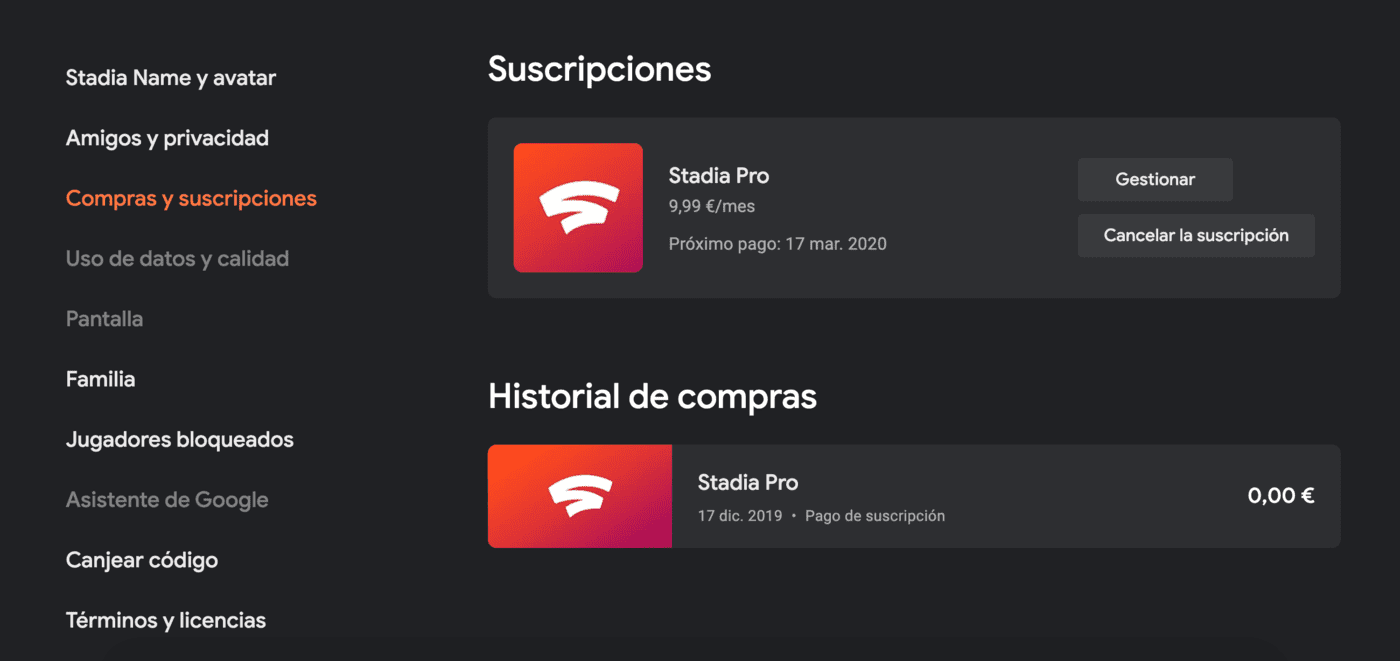 Stadia Name y avatar
Amigos y privacidad
Compras y suscripciones
Uso de datos y calidad
Pantalla
Familia
Jugadores bloqueados
Asistente de Google
Canjear código
Términos y licencias
Suscripciones
Stadia Pro
9,99 €/mes
Próximo pago: 17 mar. 2020
Gestionar
Cancelar la suscripción
Historial de compras
Stadia Pro
17 dic. 2019 • Pago de suscripción
0,00 €